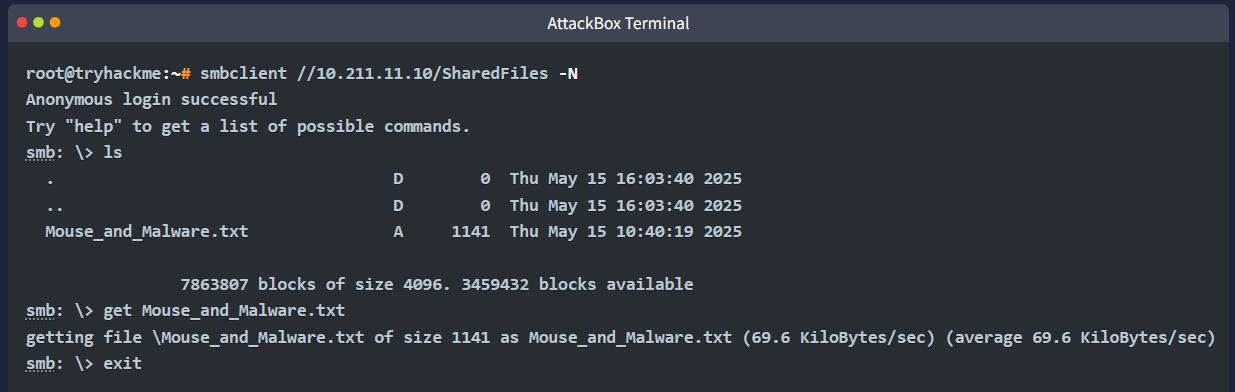 AttackBox Terminal
root@tryhackme:~# smbclient //10.211.11.10/SharedFiles -N
Anonymous login successful
Try "help" to get a list of possible commands.
smb: \> ls
  .                                   D        0  Thu May 15 16:03:40 2025
  ..                                  D        0  Thu May 15 16:03:40 2025
  Mouse_and_Malware.txt               A     1141  Thu May 15 10:40:19 2025
                7863807 blocks of size 4096. 3459432 blocks available
smb: \> get Mouse_and_Malware.txt
getting file \Mouse_and_Malware.txt of size 1141 as Mouse_and_Malware.txt (69.6 KiloBytes/sec) (average 69.6 KiloBytes/sec)
smb: \> exit